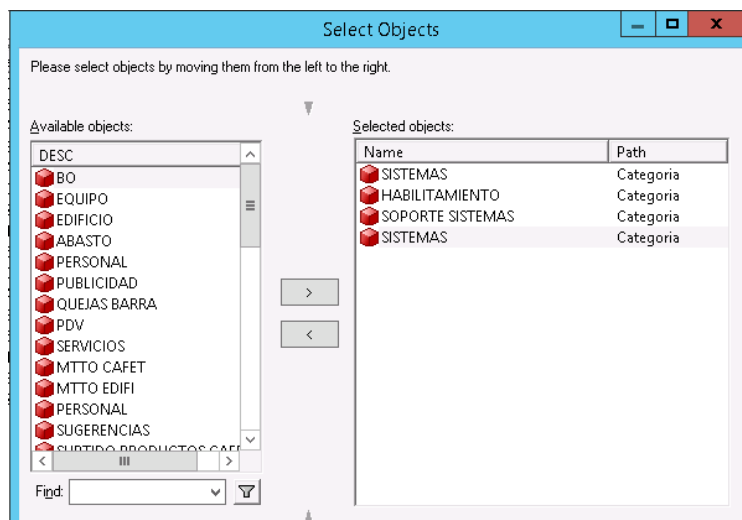 Select Objects
Please select objects by moving them from the left to the right.
Available objects:
DESC
BO
EQUIPO
EDIFICIO
ABASTO
PERSONAL
PUBLICIDAD
QUEJAS BARRA
PDV
SERVICIOS
MTTO CAFET
MTTO EDIFI
PERSONAL
SUGERENCIAS
SURTIDO PRODUCTOS
Find:
>
<
Selected objects:
Name Path
SISTEMAS Categoria
HABILITAMIENTO Categoria
SOPORTE SISTEMAS Categoria
SISTEMAS Categoria